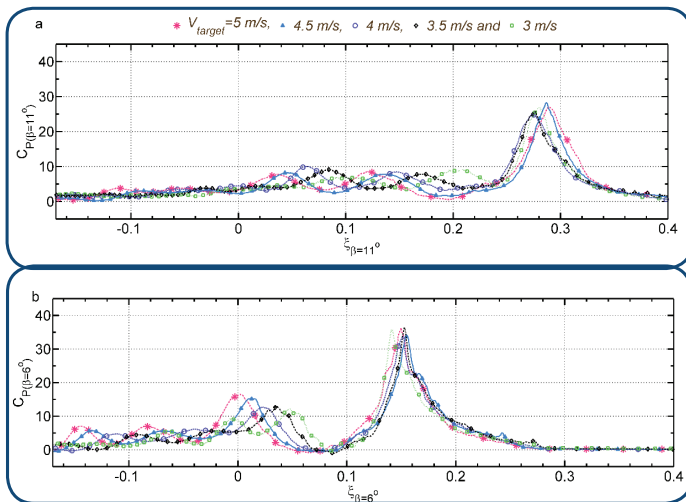 a
V_target=5 m/s, 4.5 m/s, 4 m/s, 3.5 m/s and 3 m/s
40
30
20
10
0
C_P(β=11°)
-0.1 0 0.1 0.2 0.3 0.4
ξ_β=11°
b
40
30
20
10
0
C_P(β=6°)
-0.1 0 0.1 0.2 0.3 0.4
ξ_β=6°